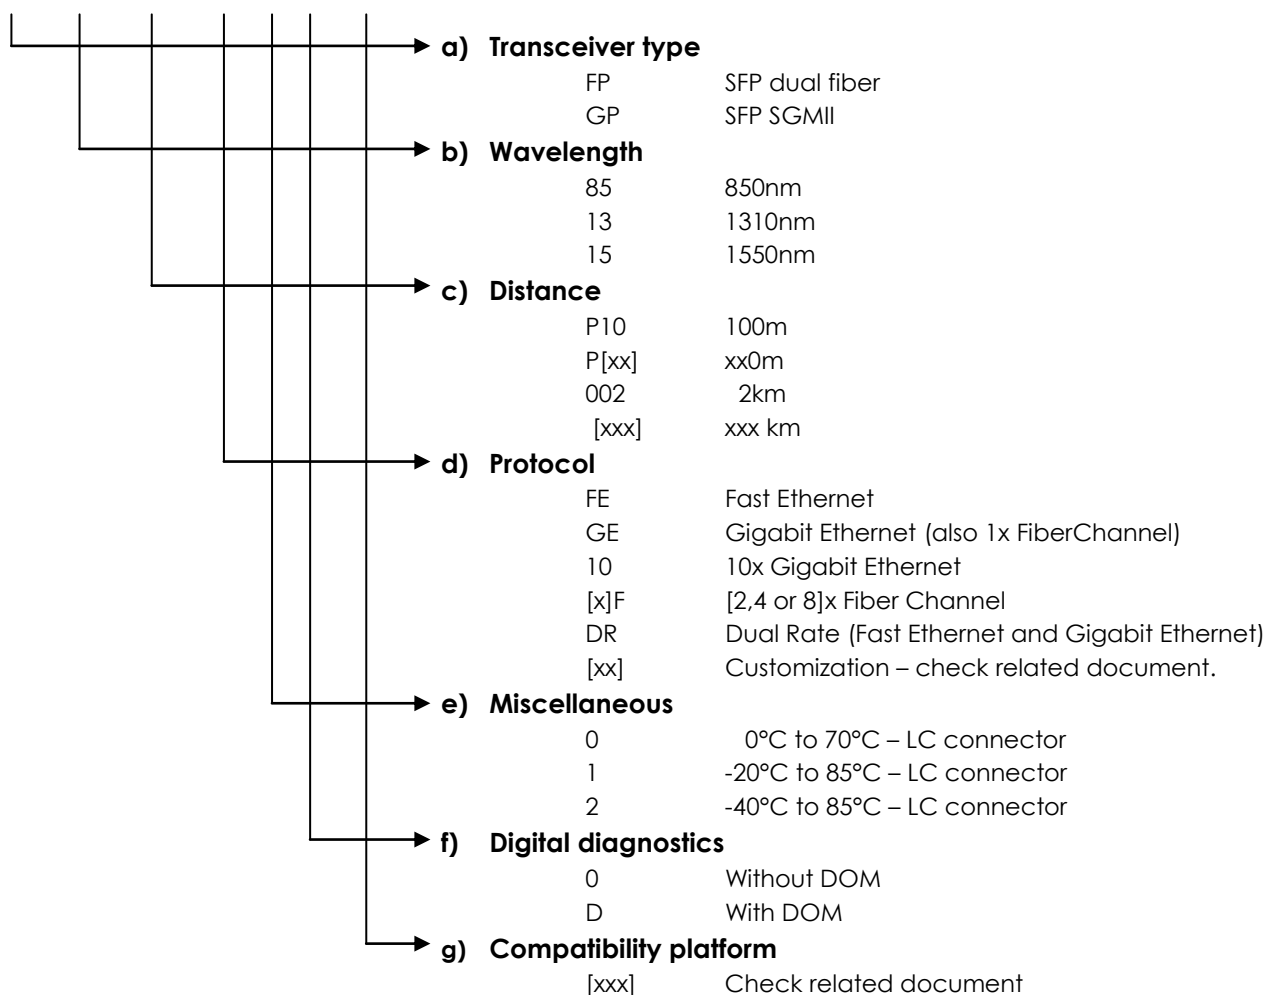 a) Transceiver type
FP SFP dual fiber
GP SFP SGMII
b) Wavelength
85 850nm
13 1310nm
15 1550nm
c) Distance
P10 100m
P[xx] xx0m
002 2km
[xxx] xxx km
d) Protocol
FE Fast Ethernet
GE Gigabit Ethernet (also 1x FiberChannel)
10 10x Gigabit Ethernet
[x]F [2,4 or 8]x Fiber Channel
DR Dual Rate (Fast Ethernet and Gigabit Ethernet)
[xx] Customization – check related document.
e) Miscellaneous
0 0°C to 70°C – LC connector
1 -20°C to 85°C – LC connector
2 -40°C to 85°C – LC connector
f) Digital diagnostics
0 Without DOM
D With DOM
g) Compatibility platform
[xxx] Check related document